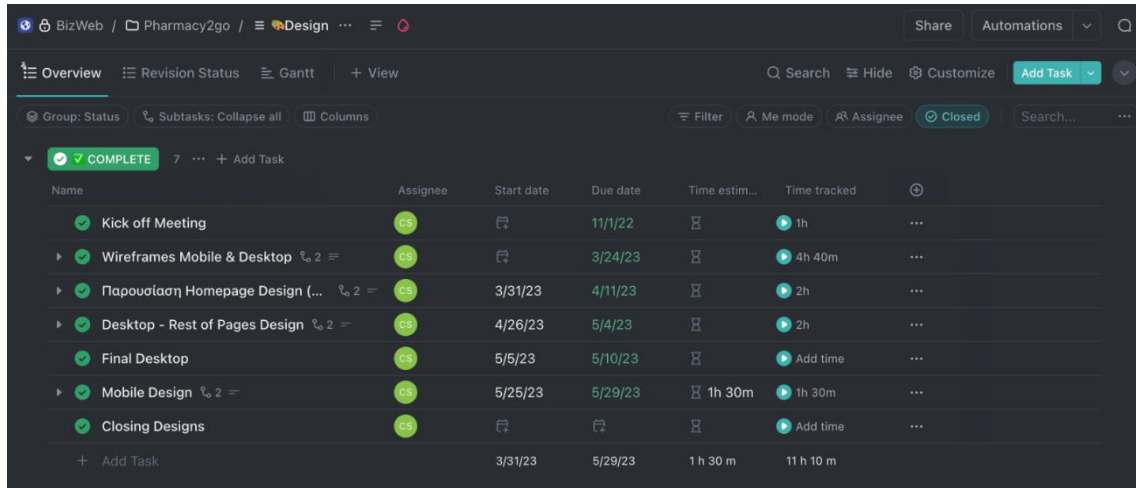 BizWeb / Pharmacy2go / Design ... Share Automations
Overview Revision Status Gantt + View Search Hide Customize Add Task
Group: Status Subtasks: Collapse all Columns Filter Me mode Assignee Closed Search... ...
COMPLETE 7 ... + Add Task
Name Assignee Start date Due date Time estim... Time tracked
Kick off Meeting CS 11/1/22 1h ...
Wireframes Mobile & Desktop 2 CS 3/24/23 4h 40m ...
Παρουσίαση Homepage Design (... 2 CS 3/31/23 4/11/23 2h ...
Desktop - Rest of Pages Design 2 CS 4/26/23 5/4/23 2h ...
Final Desktop CS 5/5/23 5/10/23 Add time ...
Mobile Design 2 CS 5/25/23 5/29/23 1h 30m 1h 30m ...
Closing Designs CS Add time ...
+ Add Task 3/31/23 5/29/23 1 h 30 m 11 h 10 m